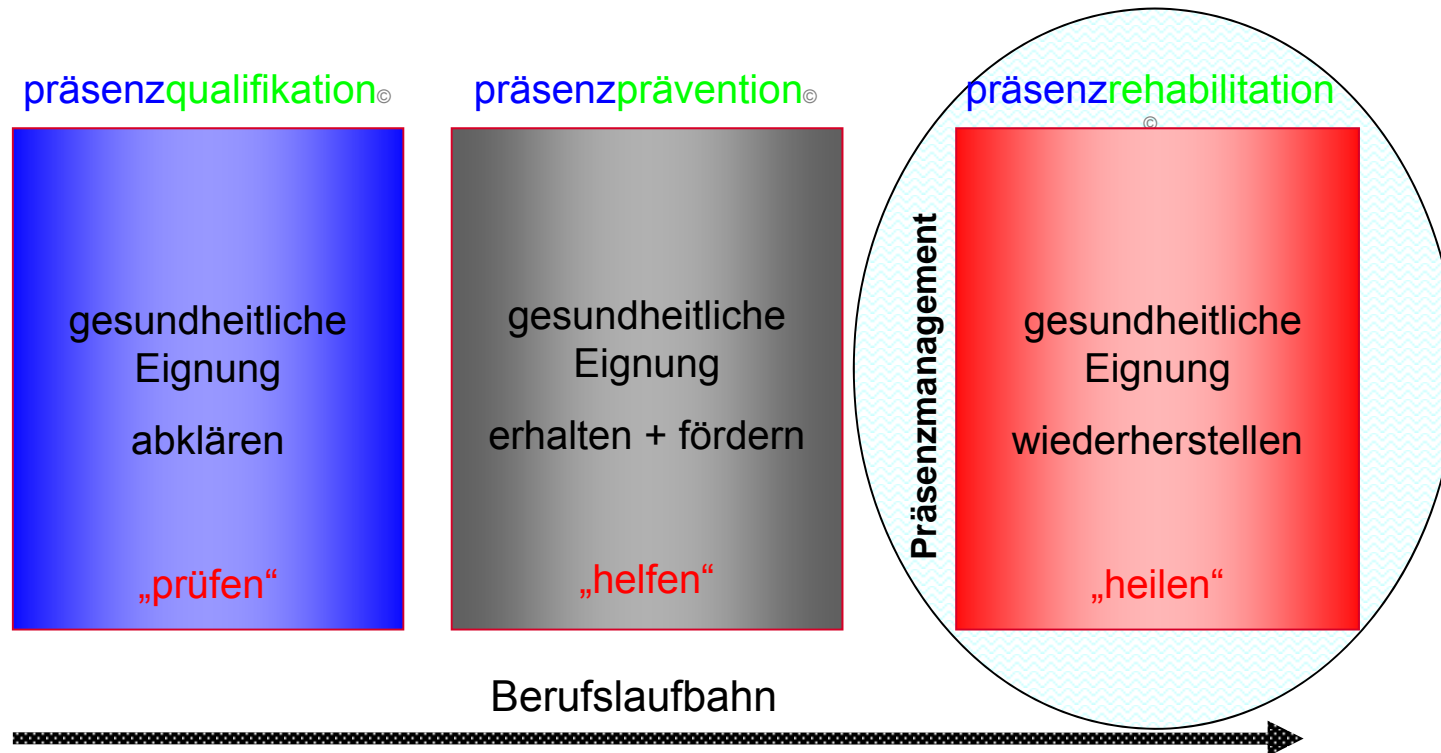 präsenzqualifikation©
gesundheitliche
Eignung
abklären
„prüfen“
präsenzprävention©
gesundheitliche
Eignung
erhalten + fördern
„helfen“
präsenzrehabilitation
©
Präsenzmanagement
gesundheitliche
Eignung
wiederherstellen
„heilen“
Berufslaufbahn